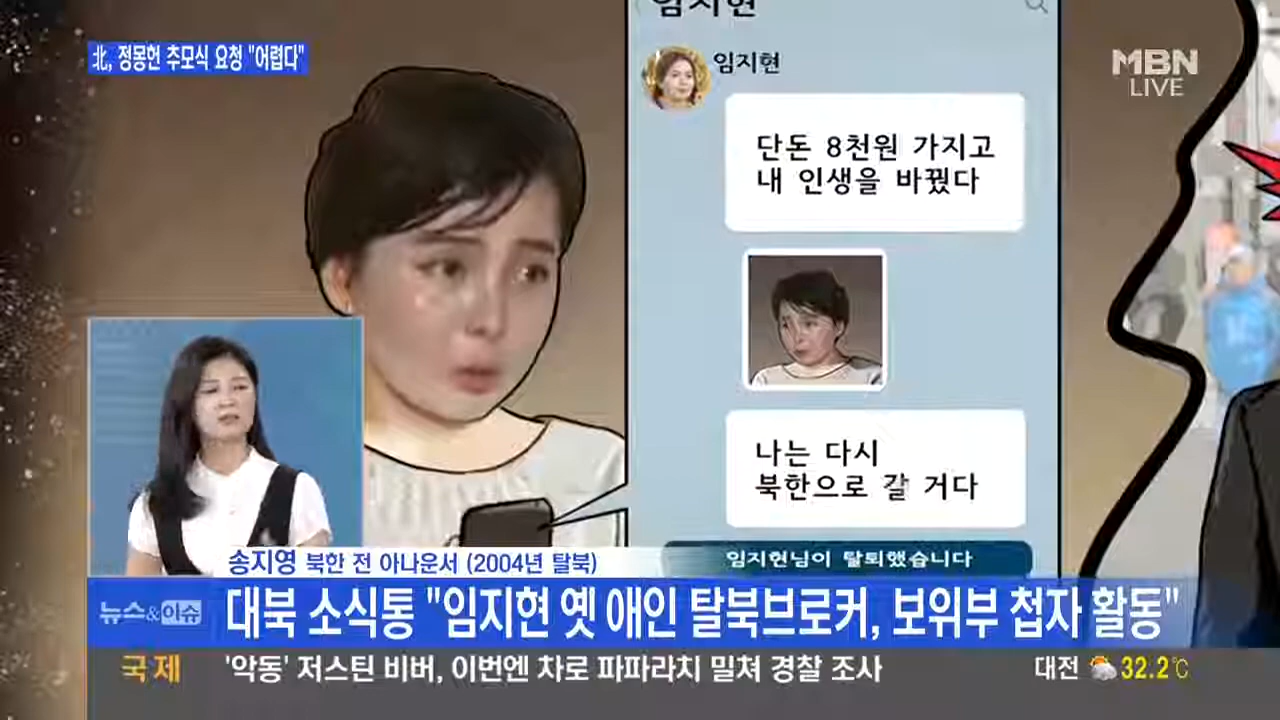 北, 정몽헌 추모식 요청 "어렵다"
임지현
MBN
LIVE
임지현
단돈 8천원 가지고
내 인생을 바꿨다
나는 다시
북한으로 갈 거다
임지현님이 탈퇴했습니다
송지영 북한 전 아나운서 (2004년 탈북)
뉴스&이슈
대북 소식통 "임지현 옛 애인 탈북브로커, 보위부 첩자 활동"
국제 '악동' 저스틴 비버, 이번엔 차로 파파라치 밀쳐 경찰 조사
대전 32.2℃